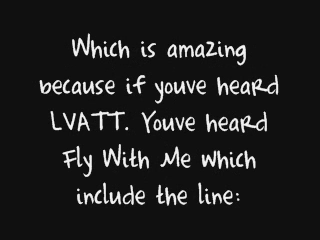 Which is amazing
because if youve heard
LVATT. Youve heard
Fly With Me which
include the line: